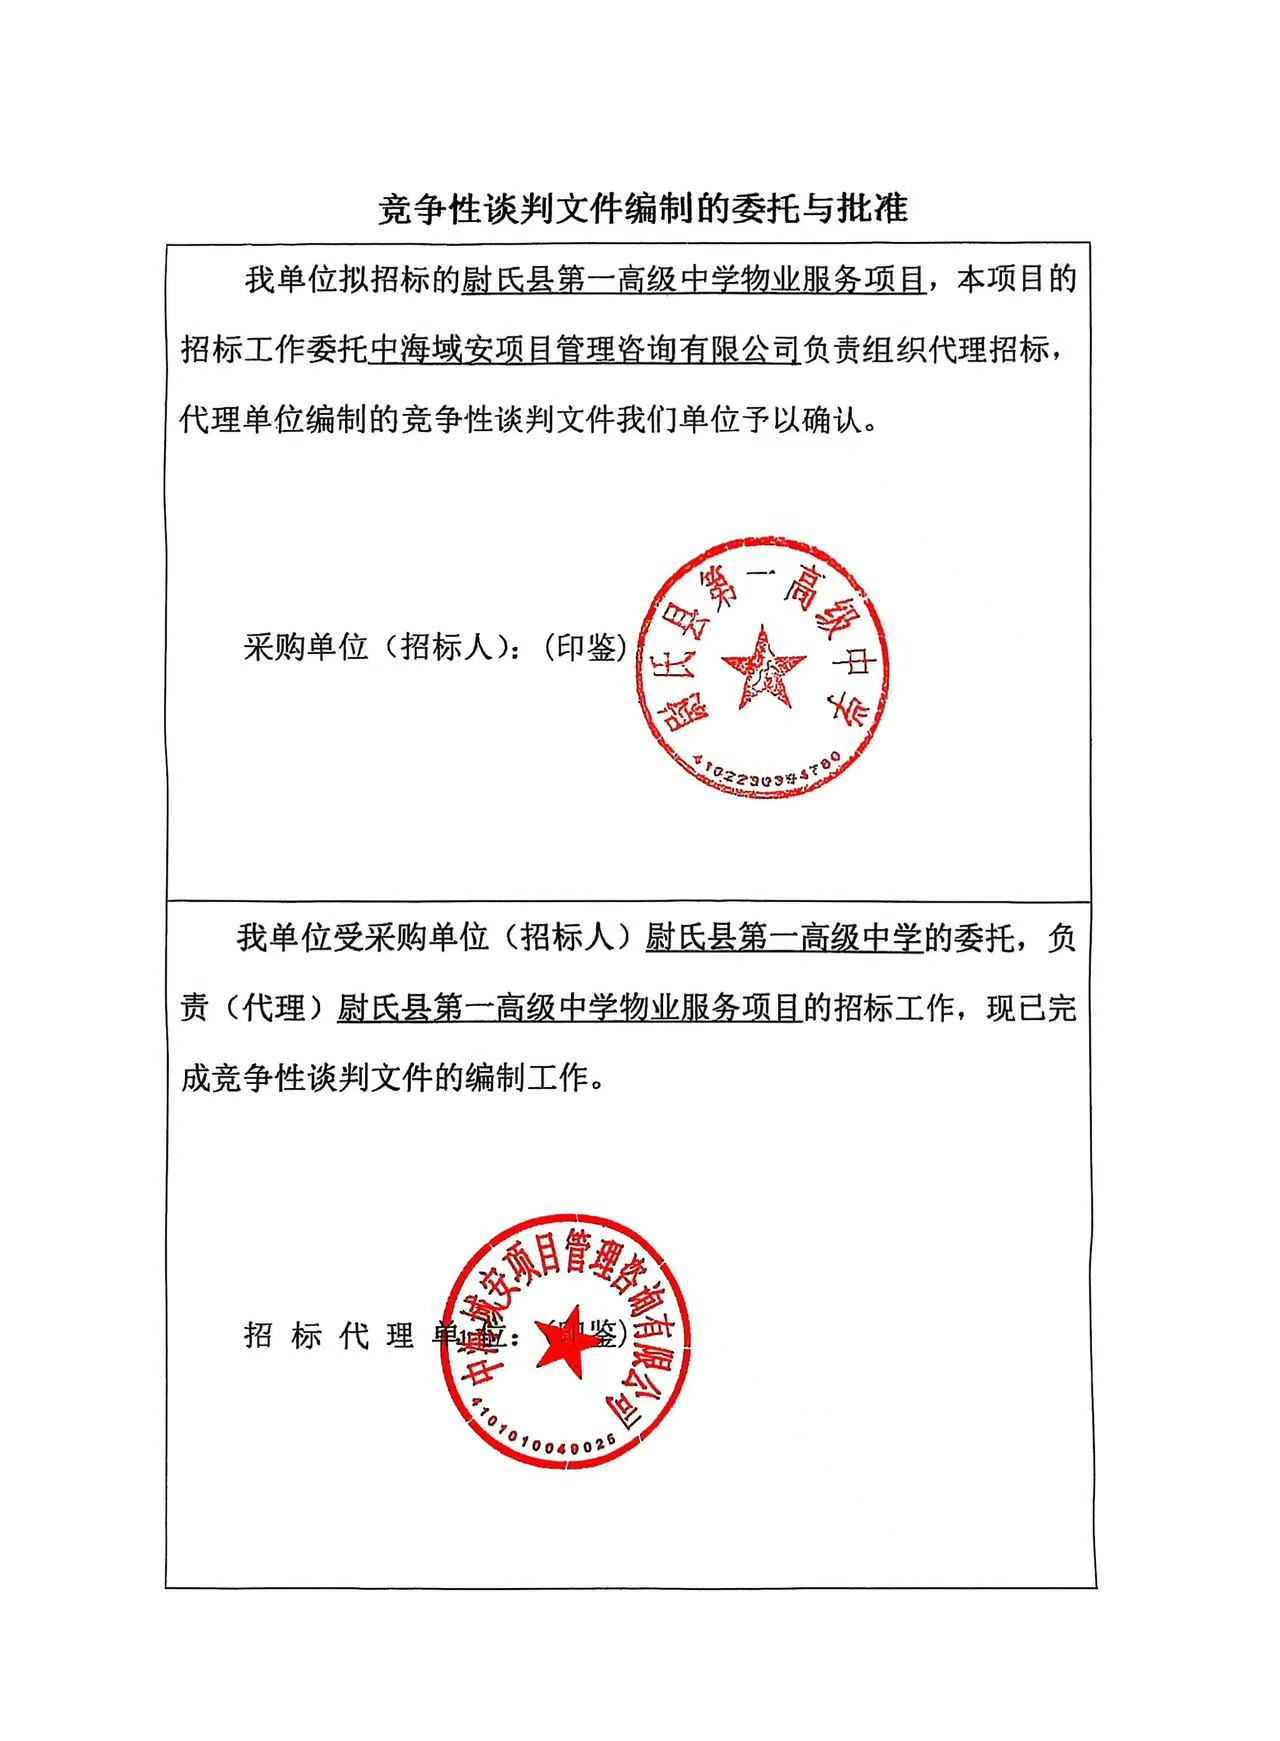 竞争性谈判文件编制的委托与批准
我单位拟招标的尉氏县第一高级中学物业服务项目，本项目的
招标工作委托中海域安项目管理咨询有限公司负责组织代理招标，
代理单位编制的竞争性谈判文件我们单位予以确认。
采购单位（招标人）：(印鉴)
尉氏县第一高级中学
我单位受采购单位（招标人）尉氏县第一高级中学的委托，负
责（代理）尉氏县第一高级中学物业服务项目的招标工作，现已完
成竞争性谈判文件的编制工作。
招标代理单位：(印鉴)
中海域安项目管理咨询有限公司
4101010049025